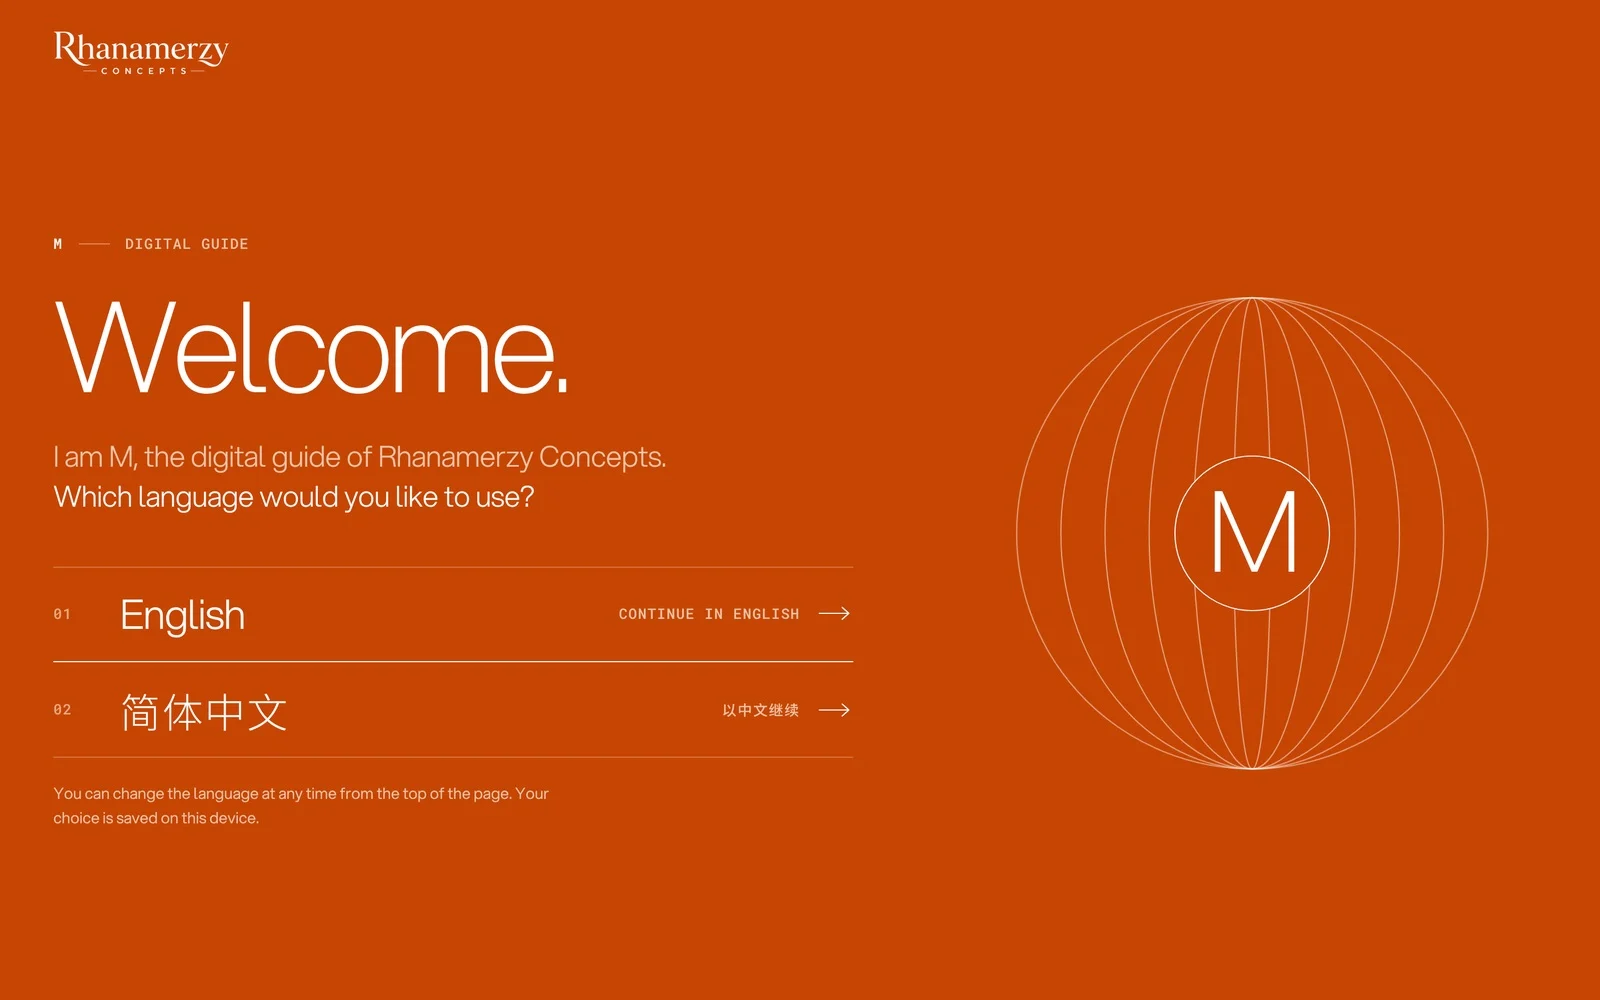 Rhanamerzy
CONCEPTS
M DIGITAL GUIDE
Welcome.
I am M, the digital guide of Rhanamerzy Concepts.
Which language would you like to use?
01 English CONTINUE IN ENGLISH
02 简体中文 以中文继续
You can change the language at any time from the top of the page. Your
choice is saved on this device.
M